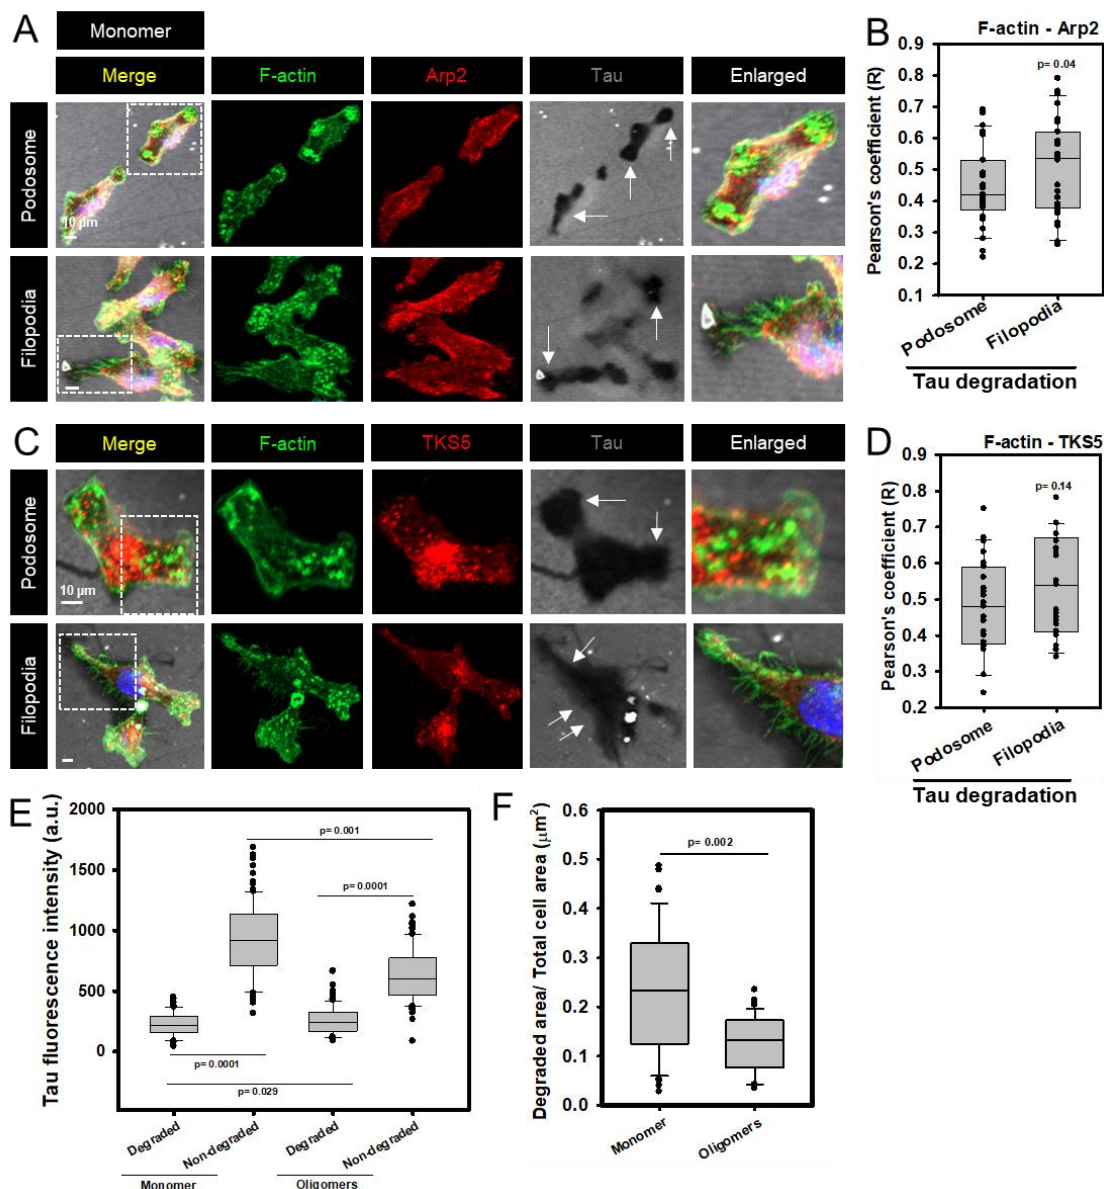 A
Monomer
Merge
F-actin
Arp2
Tau
Enlarged
Podosome
10 µm
Filopodia
B
F-actin - Arp2
Pearson's coefficient (R)
0.9
0.8
0.7
0.6
0.5
0.4
0.3
0.2
0.1
p= 0.04
Podosome
Filopodia
Tau degradation
C
Merge
F-actin
TKS5
Tau
Enlarged
Podosome
10 µm
Filopodia
D
F-actin - TKS5
Pearson's coefficient (R)
0.9
0.8
0.7
0.6
0.5
0.4
0.3
0.2
p= 0.14
Podosome
Filopodia
Tau degradation
E
Tau fluorescence intensity (a.u.)
2000
1500
1000
500
0
p= 0.001
p= 0.0001
p= 0.0001
p= 0.029
Degraded
Non-degraded
Degraded
Non-degraded
Monomer
Oligomers
F
Degraded area/ Total cell area (µm²)
0.6
0.5
0.4
0.3
0.2
0.1
0.0
p= 0.002
Monomer
Oligomers